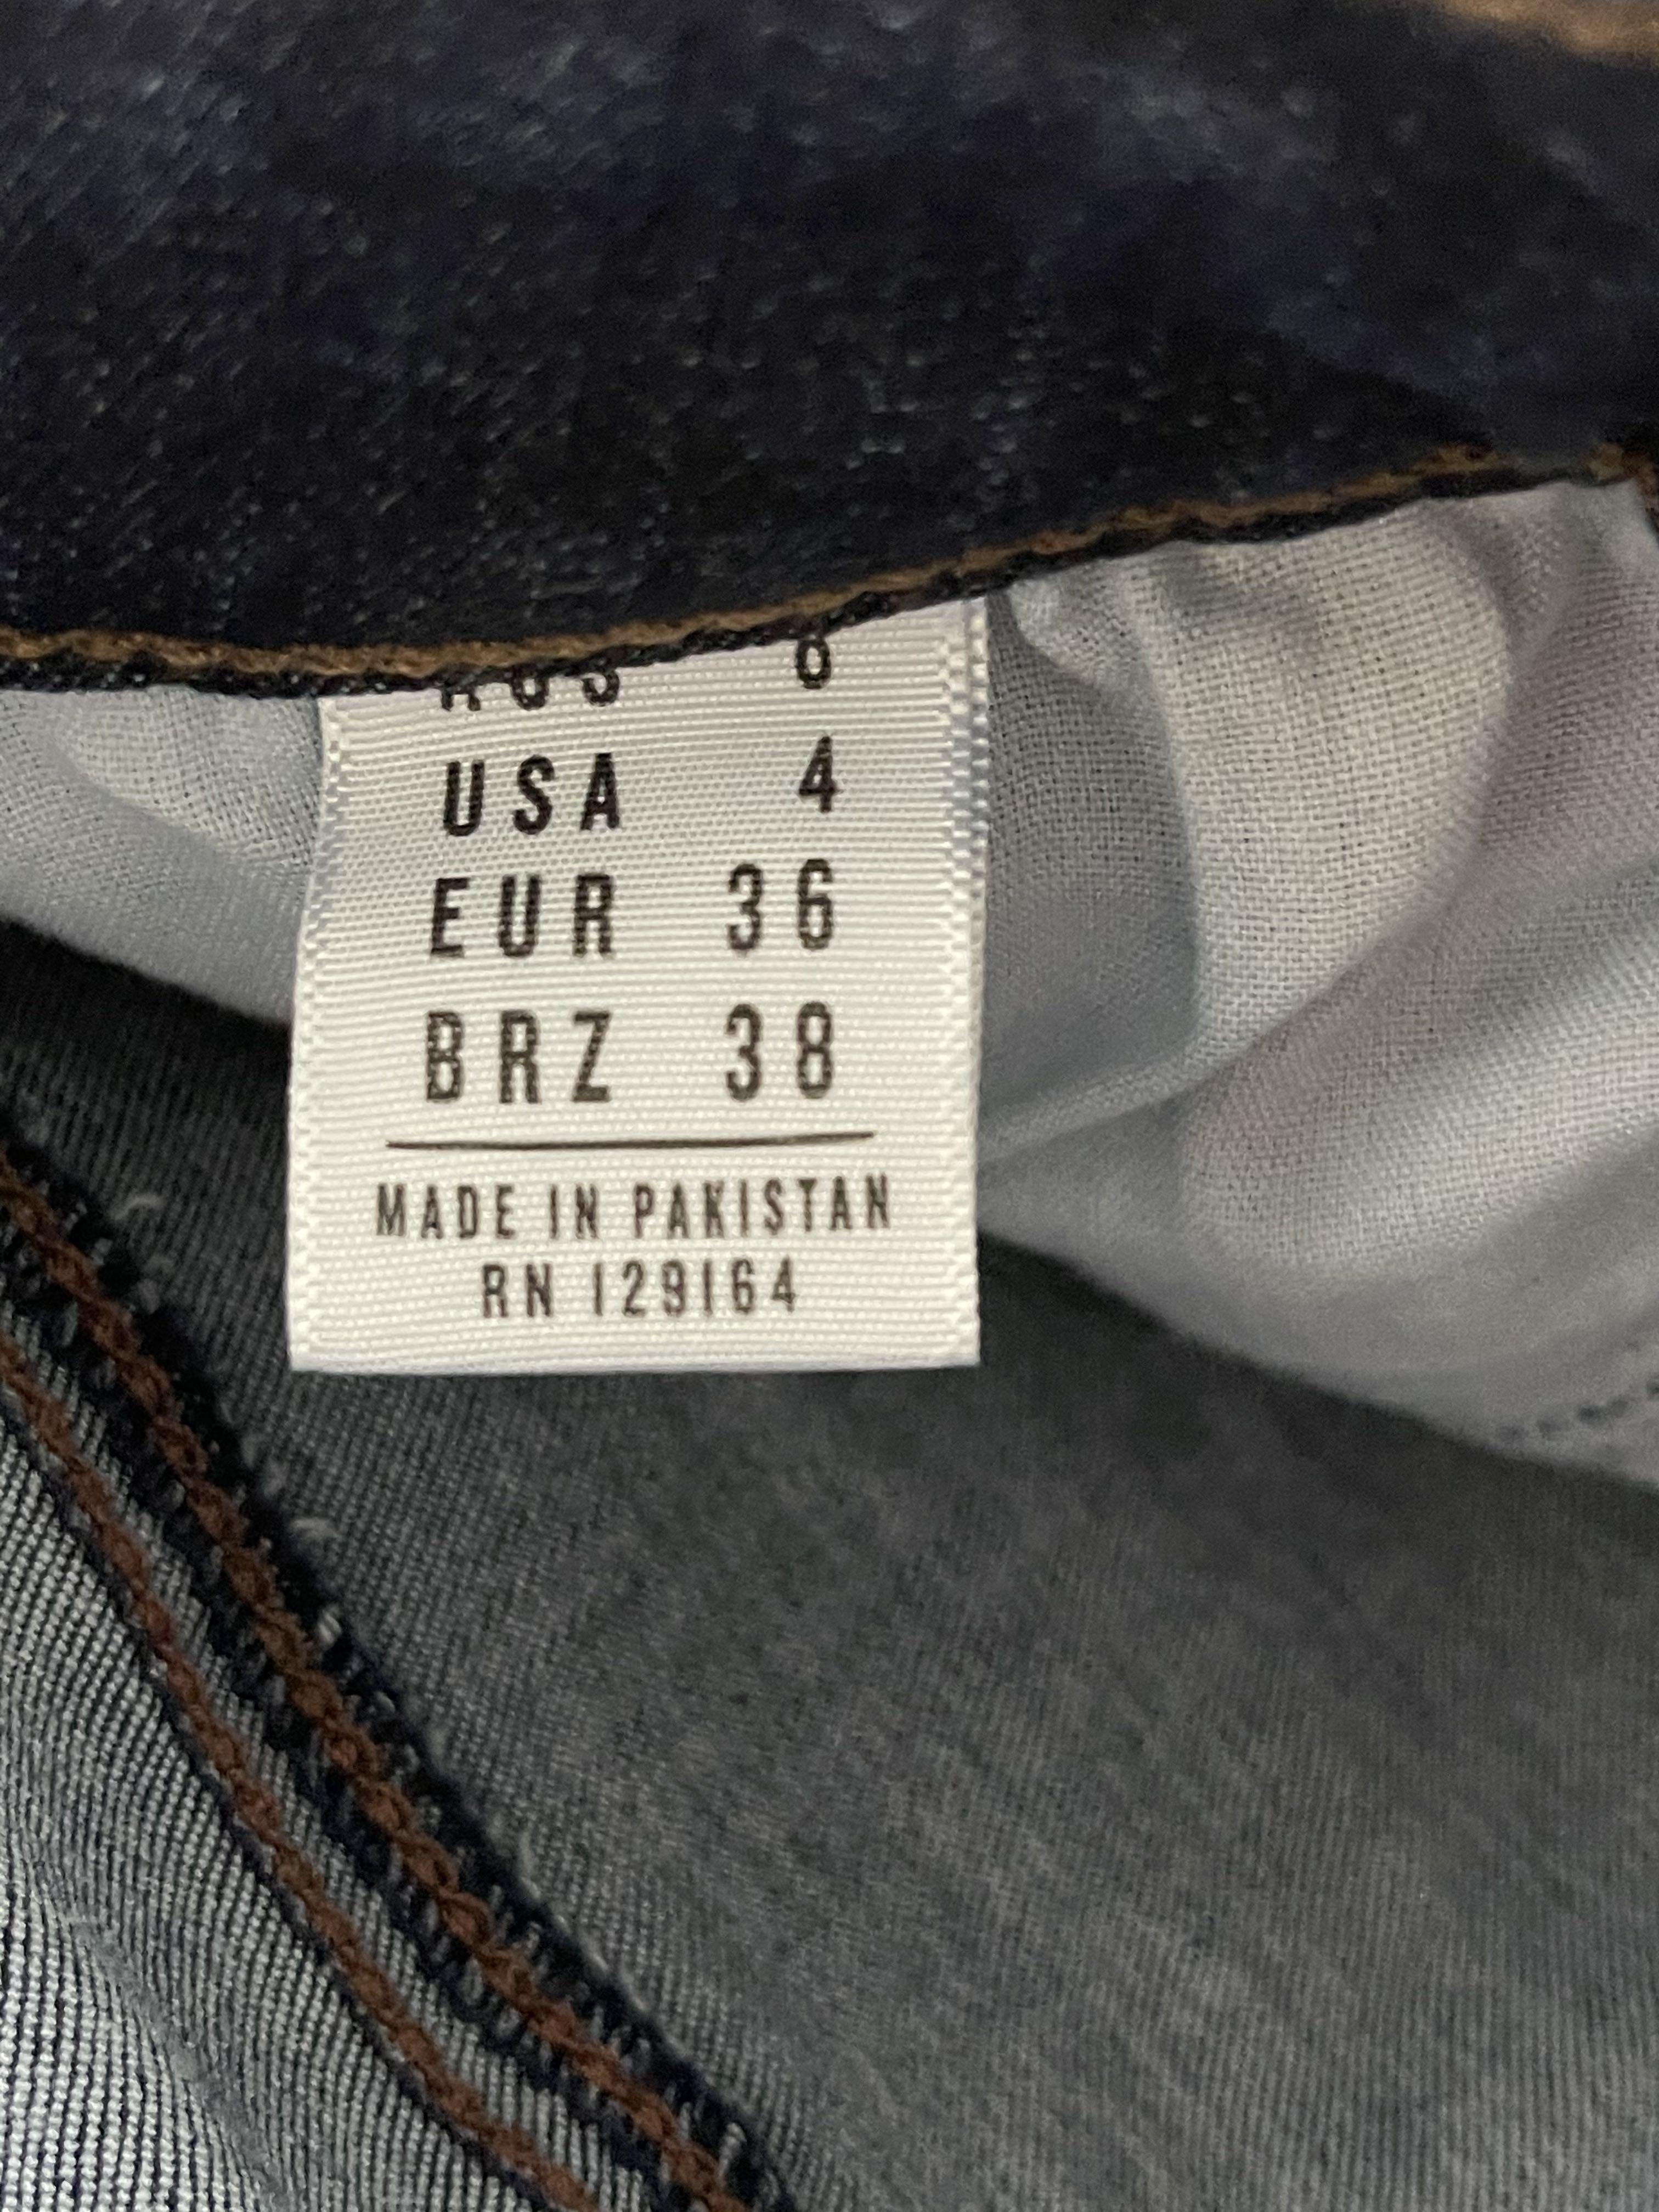 USA 4
EUR 36
BRZ 38
MADE IN PAKISTAN
RN 129164